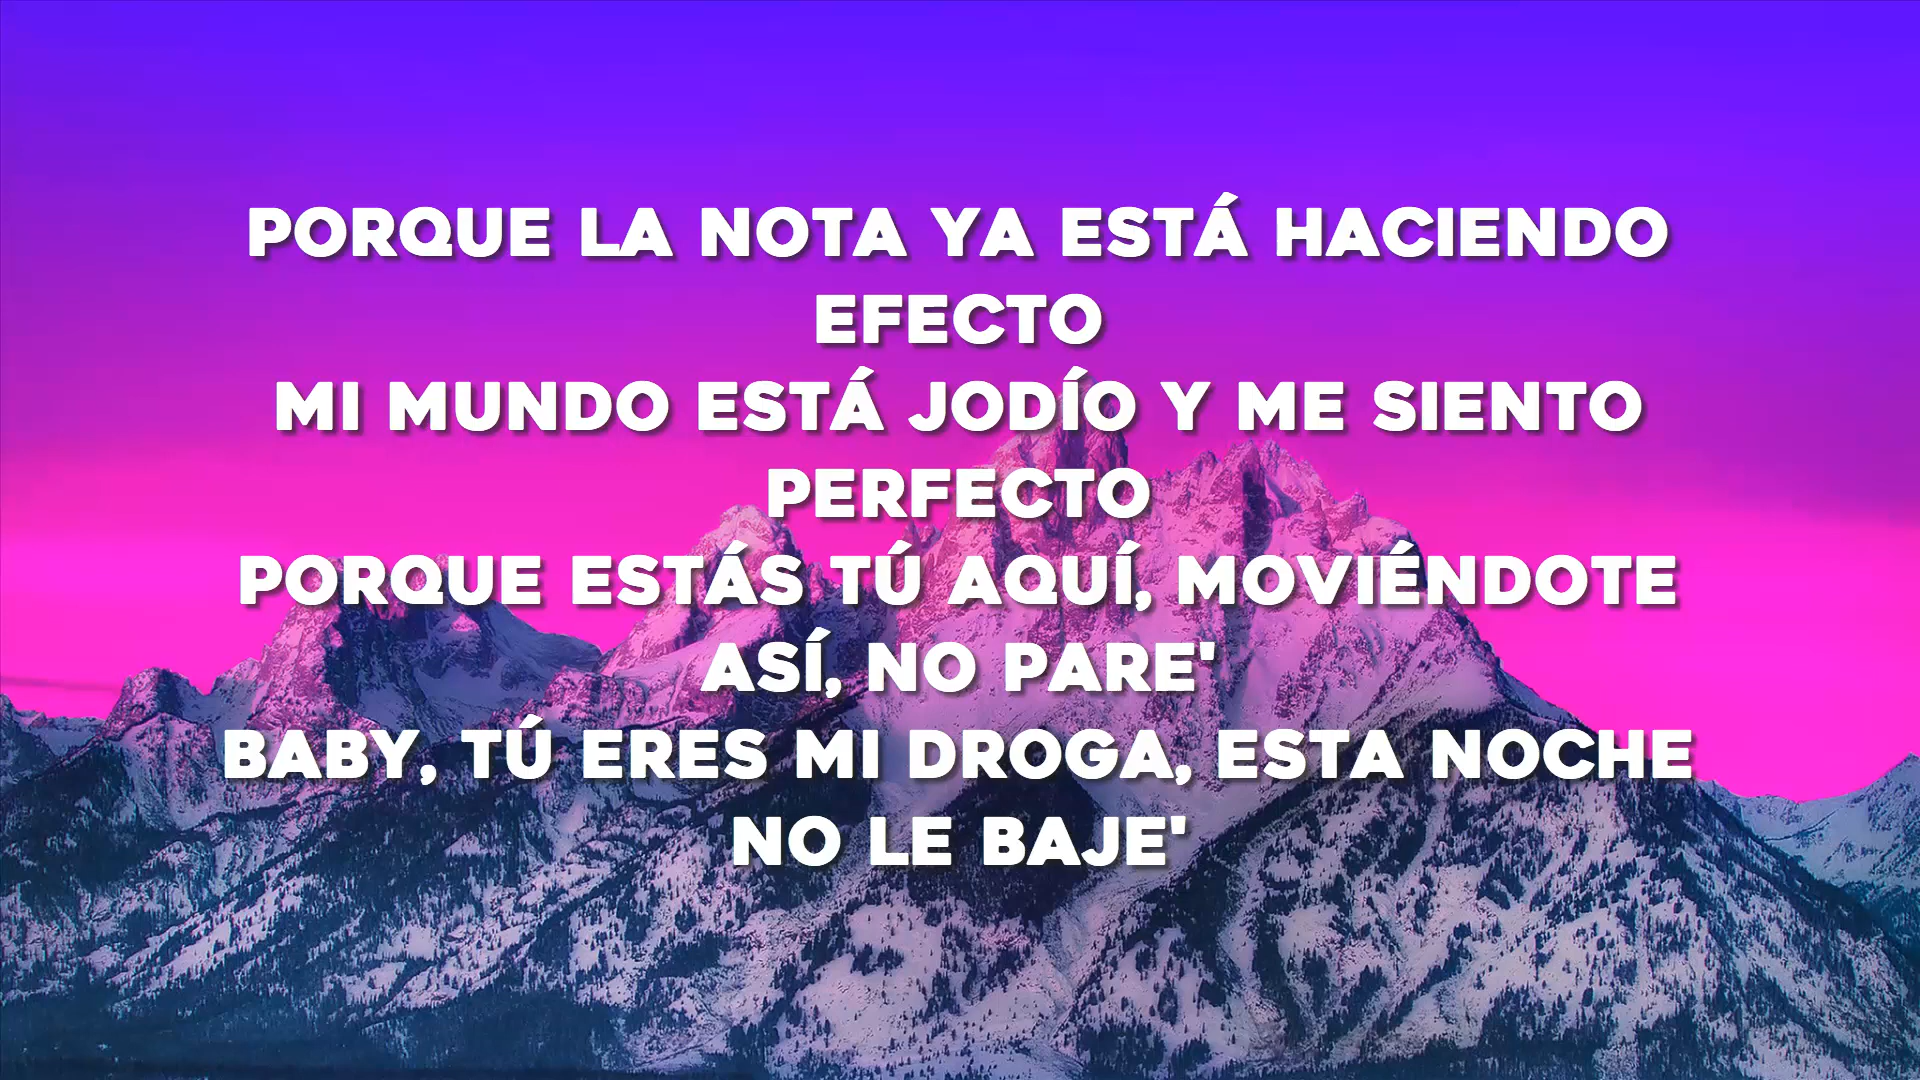 PORQUE LA NOTA YA ESTÁ HACIENDO
EFECTO
MI MUNDO ESTÁ JODÍO Y ME SIENTO
PERFECTO
PORQUE ESTÁS TÚ AQUÍ, MOVIÉNDOTE
ASÍ, NO PARE'
BABY, TÚ ERES MI DROGA, ESTA NOCHE
NO LE BAJE'